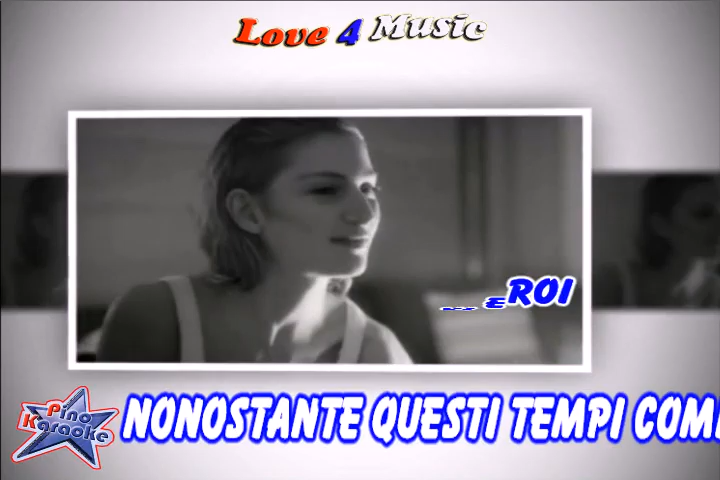 Love 4 Music
EROI
Pino
Karaoke
NONOSTANTE QUESTI TEMPI COM